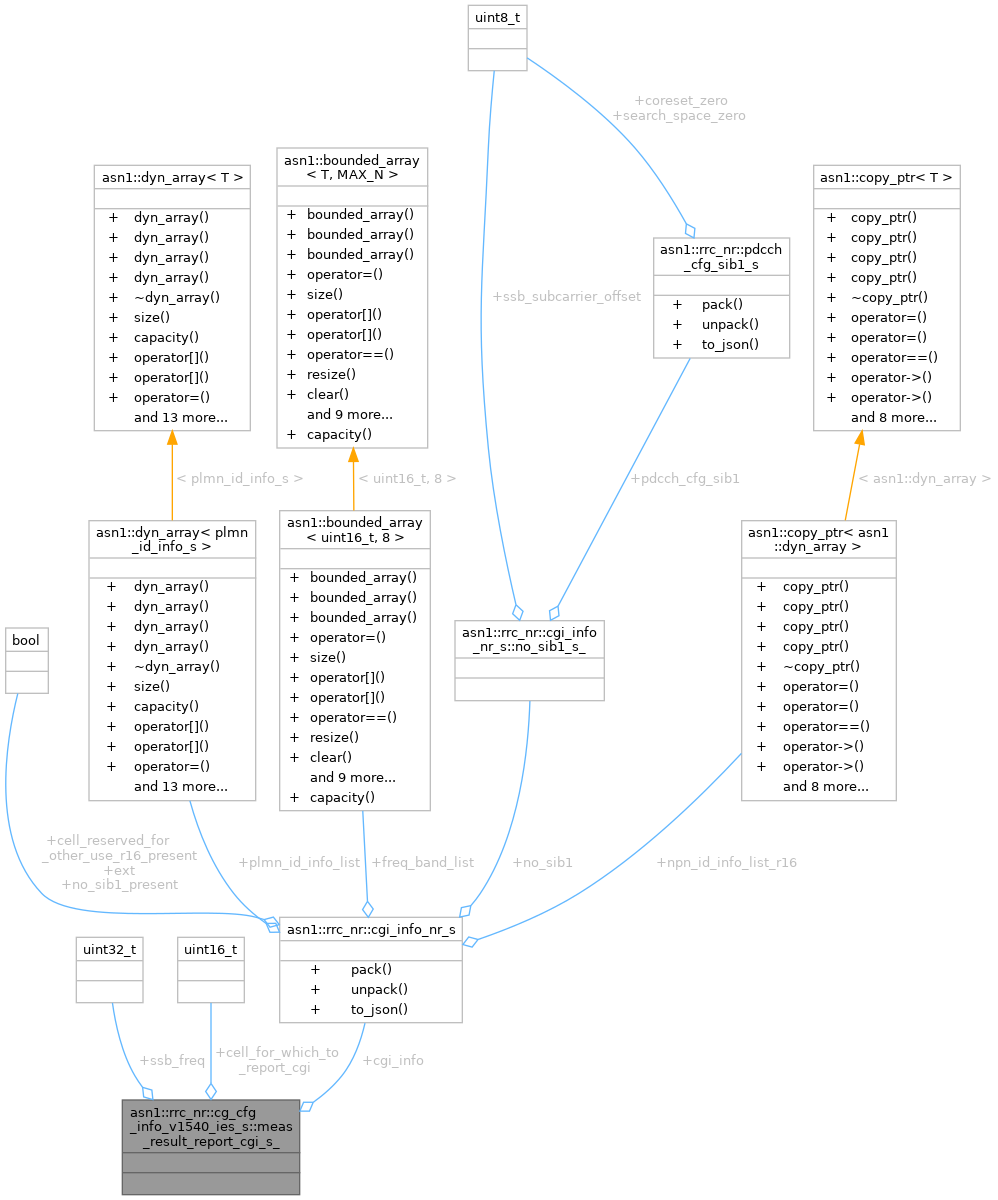 uint8_t
+coreset_zero
+search_space_zero
asn1::bounded_array
< T, MAX_N >
+ bounded_array()
+ bounded_array()
+ bounded_array()
+ operator=()
+ size()
+ operator[]()
+ operator[]()
+ operator==()
+ resize()
+ clear()
and 9 more...
+ capacity()
asn1::dyn_array< T >
+ dyn_array()
+ dyn_array()
+ dyn_array()
+ dyn_array()
+ ~dyn_array()
+ size()
+ capacity()
+ operator[]()
+ operator[]()
+ operator=()
and 13 more...
asn1::copy_ptr< T >
+ copy_ptr()
+ copy_ptr()
+ copy_ptr()
+ copy_ptr()
+ ~copy_ptr()
+ operator=()
+ operator=()
+ operator==()
+ operator->()
+ operator->()
and 8 more...
asn1::rrc_nr::pdcch
_cfg_sib1_s
+ pack()
+ unpack()
+ to_json()
+ssb_subcarrier_offset
< plmn_id_info_s >
< uint16_t, 8 >
+pdcch_cfg_sib1
< asn1::dyn_array >
asn1::dyn_array< plmn
_id_info_s >
+ dyn_array()
+ dyn_array()
+ dyn_array()
+ dyn_array()
+ ~dyn_array()
+ size()
+ capacity()
+ operator[]()
+ operator[]()
+ operator=()
and 13 more...
asn1::bounded_array
< uint16_t, 8 >
+ bounded_array()
+ bounded_array()
+ bounded_array()
+ operator=()
+ size()
+ operator[]()
+ operator[]()
+ operator==()
+ resize()
+ clear()
and 9 more...
+ capacity()
asn1::copy_ptr< asn1
::dyn_array >
+ copy_ptr()
+ copy_ptr()
+ copy_ptr()
+ copy_ptr()
+ ~copy_ptr()
+ operator=()
+ operator=()
+ operator==()
+ operator->()
+ operator->()
and 8 more...
bool
asn1::rrc_nr::cgi_info
_nr_s::no_sib1_s_
+cell_reserved_for
_other_use_r16_present
+ext
+no_sib1_present
+plmn_id_info_list
+freq_band_list
+no_sib1
+npn_id_info_list_r16
asn1::rrc_nr::cgi_info_nr_s
+ pack()
+ unpack()
+ to_json()
uint32_t
uint16_t
+ssb_freq
+cell_for_which_to
_report_cgi
+cgi_info
asn1::rrc_nr::cg_cfg
_info_v1540_ies_s::meas
_result_report_cgi_s_